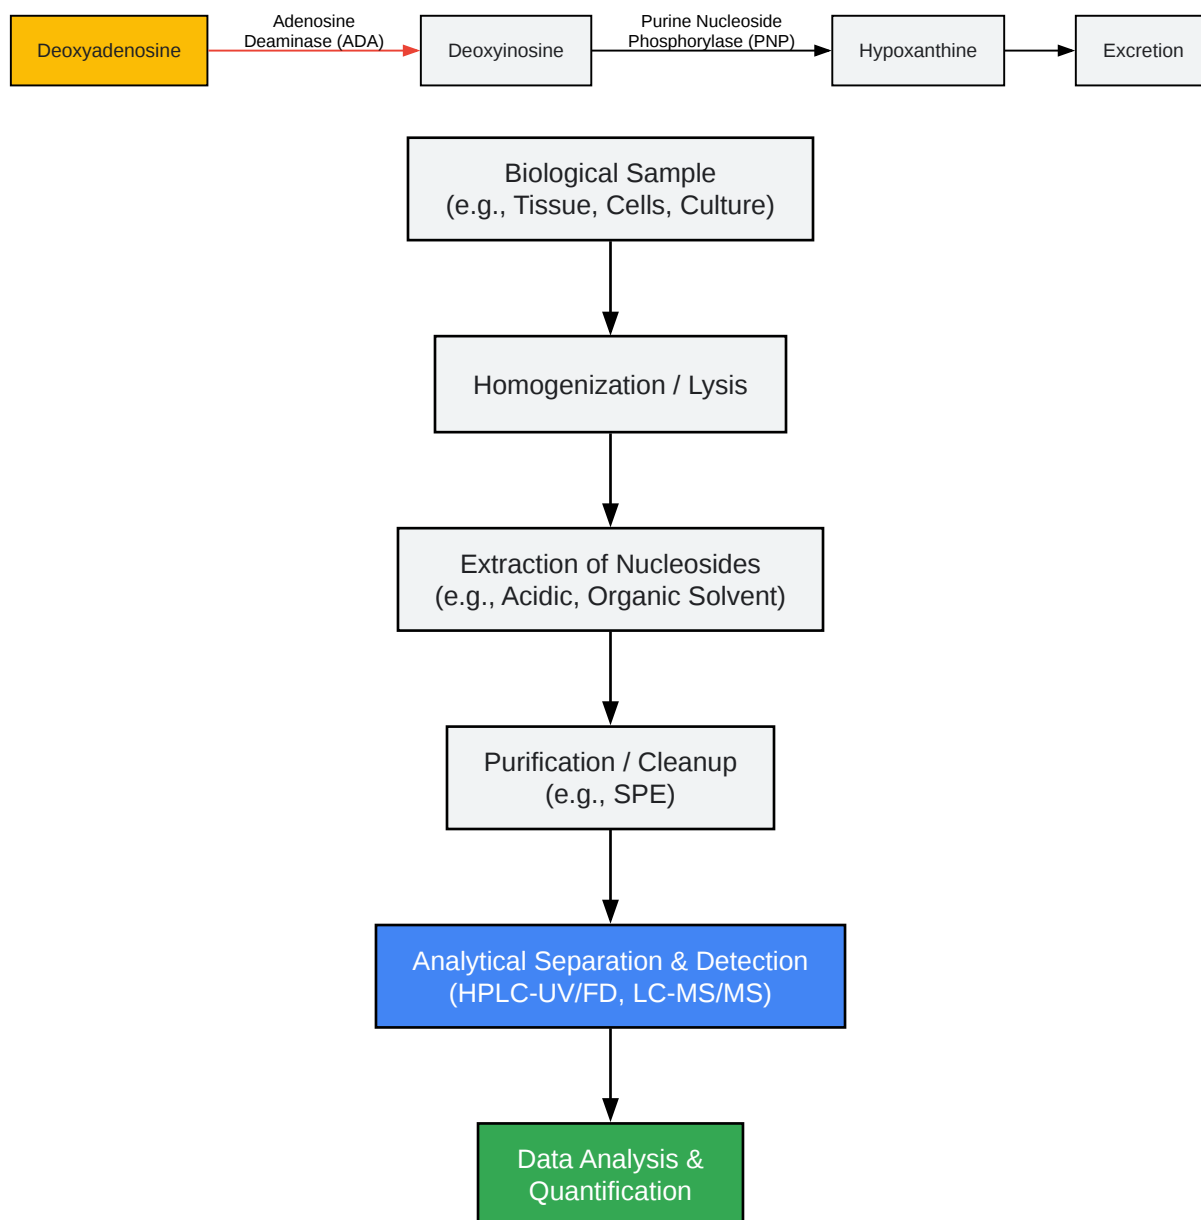 Deoxyadenosine
Adenosine
Deaminase (ADA)
Deoxyinosine
Purine Nucleoside
Phosphorylase (PNP)
Hypoxanthine
Excretion
Biological Sample
(e.g., Tissue, Cells, Culture)
Homogenization / Lysis
Extraction of Nucleosides
(e.g., Acidic, Organic Solvent)
Purification / Cleanup
(e.g., SPE)
Analytical Separation & Detection
(HPLC-UV/FD, LC-MS/MS)
Data Analysis &
Quantification